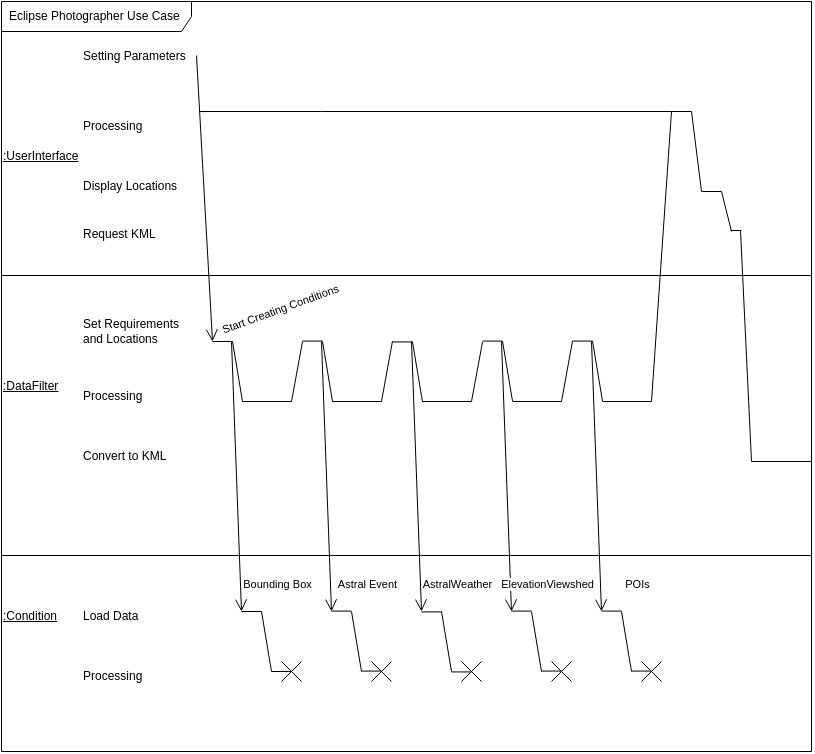 Eclipse Photographer Use Case
Setting Parameters
Processing
:UserInterface
Display Locations
Request KML
Start Creating Conditions
Set Requirements
and Locations
:DataFilter
Processing
Convert to KML
Bounding Box
Astral Event
AstralWeather
ElevationViewshed
POIs
:Condition
Load Data
Processing